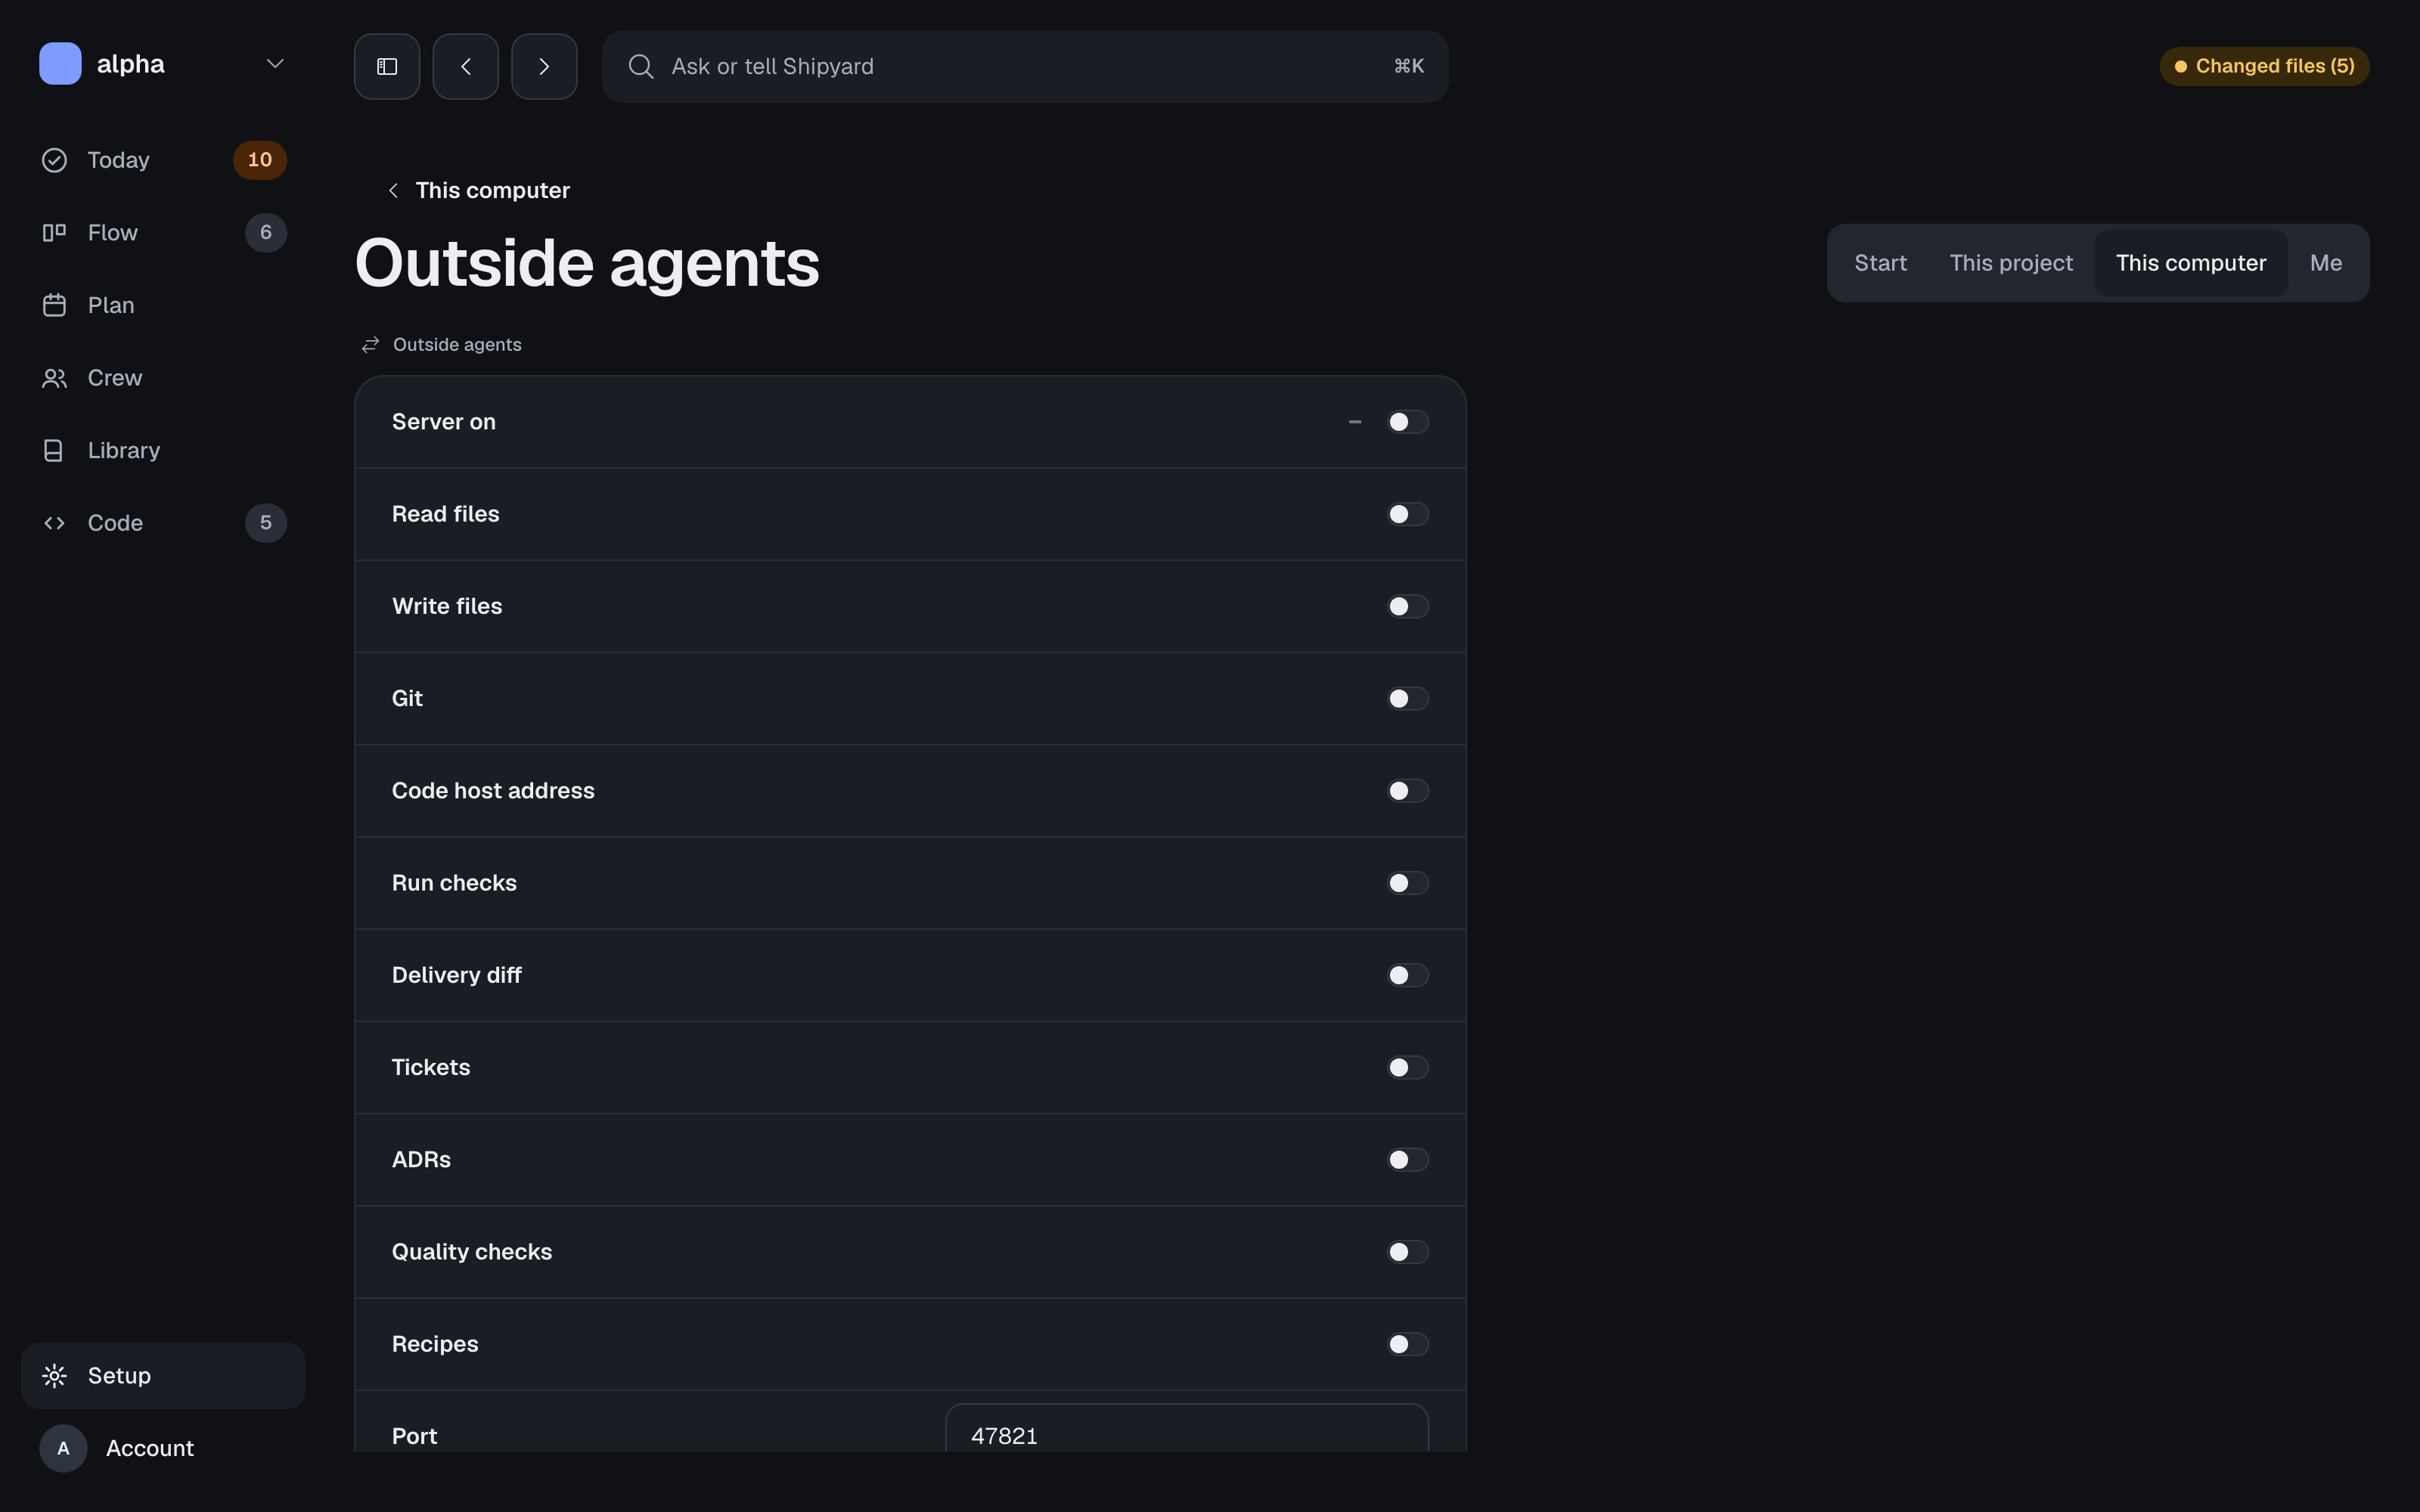 alpha
Ask or tell Shipyard
⌘K
Changed files (5)
Today
10
Flow
6
Plan
Crew
Library
Code
5
Setup
A
Account
This computer
Outside agents
Start
This project
This computer
Me
Outside agents
Server on
–
Read files
Write files
Git
Code host address
Run checks
Delivery diff
Tickets
ADRs
Quality checks
Recipes
Port
47821